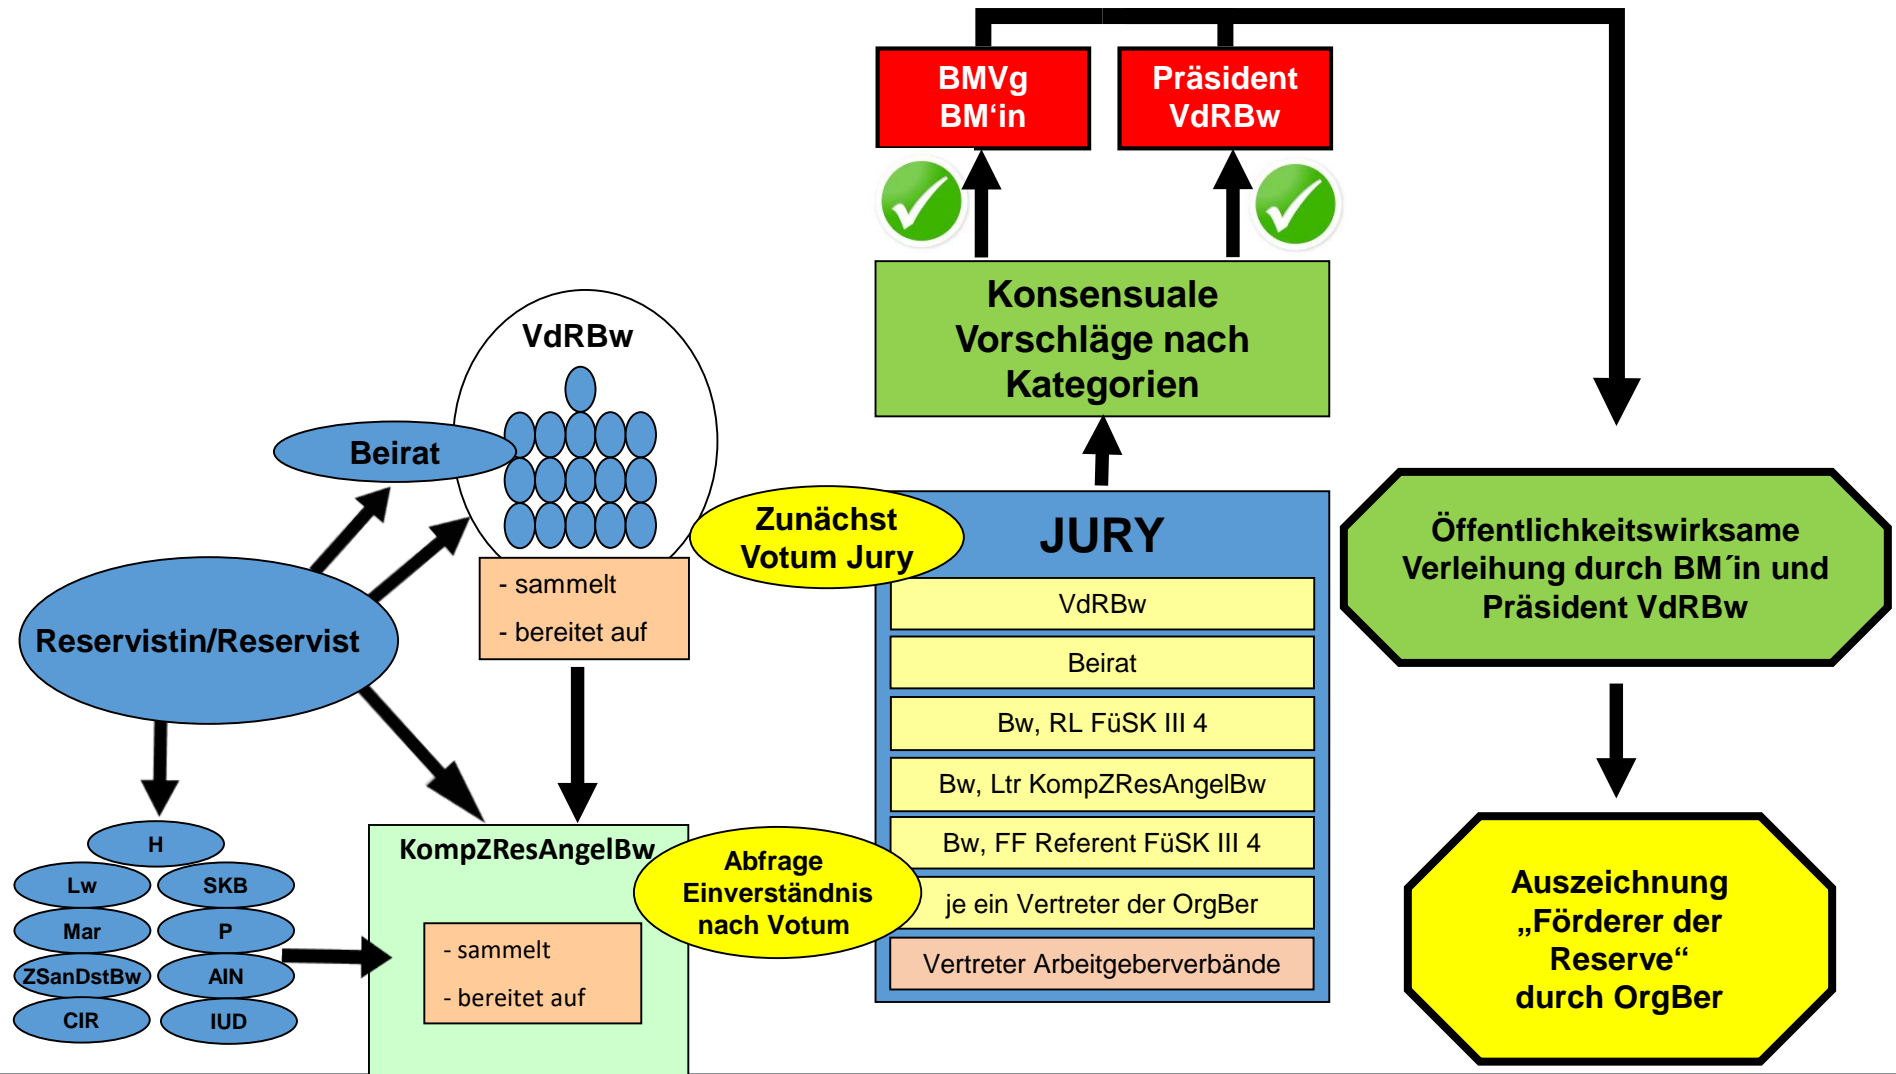 BMVg
BM‘in
Präsident
VdRBw
Konsensuale
Vorschläge nach
Kategorien
VdRBw
Beirat
- sammelt
- bereitet auf
Reservistin/Reservist
H
Lw
SKB
Mar
P
ZSanDstBw
AIN
CIR
IUD
KompZResAngelBw
- sammelt
- bereitet auf
Zunächst
Votum Jury
Abfrage
Einverständnis
nach Votum
JURY
VdRBw
Beirat
Bw, RL FüSK III 4
Bw, Ltr KompZResAngelBw
Bw, FF Referent FüSK III 4
je ein Vertreter der OrgBer
Vertreter Arbeitgeberverbände
Öffentlichkeitswirksame
Verleihung durch BM´in und
Präsident VdRBw
Auszeichnung
„Förderer der
Reserve“
durch OrgBer